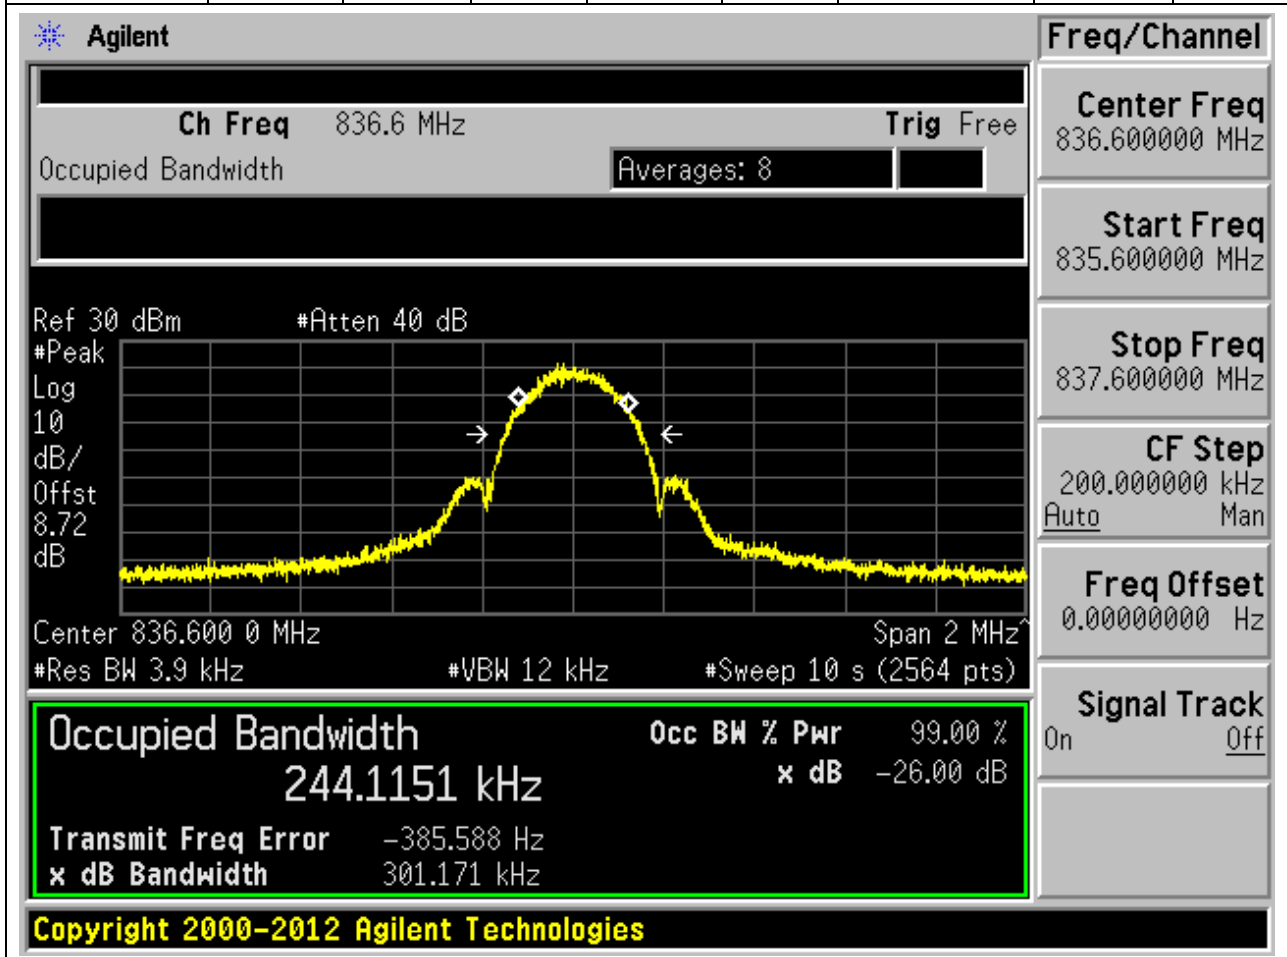 Agilent
Freq/Channel
Ch Freq 836.6 MHz Trig Free
Occupied Bandwidth Averages: 8
Center Freq
836.600000 MHz
Start Freq
835.600000 MHz
Stop Freq
837.600000 MHz
CF Step
200.000000 kHz
Auto Man
Freq Offset
0.00000000 Hz
Signal Track
On Off
Ref 30 dBm #Atten 40 dB
#Peak
Log
10
dB/
Offst
8.72
dB
Center 836.600 0 MHz Span 2 MHz^
#Res BW 3.9 kHz #VBW 12 kHz #Sweep 10 s (2564 pts)
Occupied Bandwidth Occ BW % Pwr 99.00 %
244.1151 kHz x dB -26.00 dB
Transmit Freq Error -385.588 Hz
x dB Bandwidth 301.171 kHz
Copyright 2000-2012 Agilent Technologies